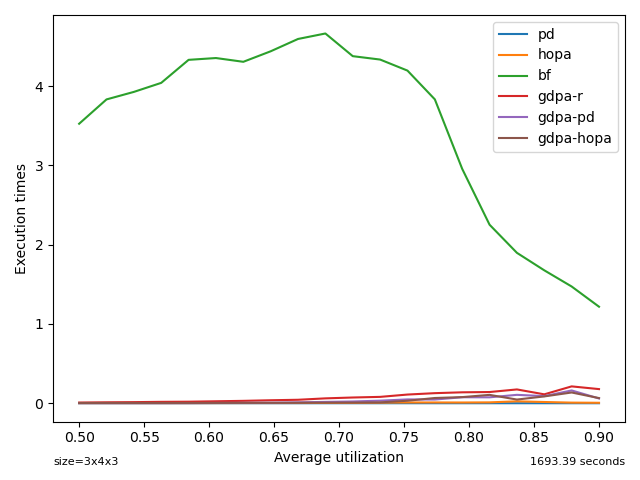 pd
hopa
bf
gdpa-r
gdpa-pd
gdpa-hopa
Execution times
4
3
2
1
0
0.50 0.55 0.60 0.65 0.70 0.75 0.80 0.85 0.90
Average utilization
size=3x4x3
1693.39 seconds